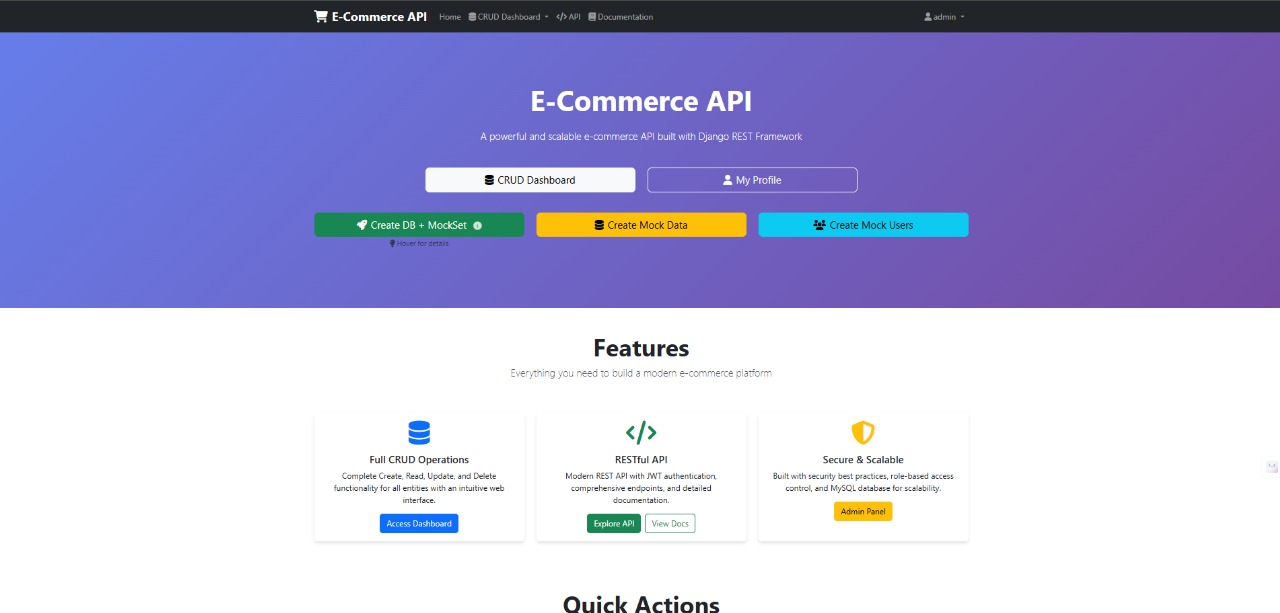 E-Commerce API Home CRUD Dashboard API Documentation admin
E-Commerce API
A powerful and scalable e-commerce API built with Django REST Framework
CRUD Dashboard
My Profile
Create DB + MockSet
Create Mock Data
Create Mock Users
Hover for details
Features
Everything you need to build a modern e-commerce platform
Full CRUD Operations
Complete Create, Read, Update, and Delete
functionality for all entities with an intuitive web
interface.
Access Dashboard
RESTful API
Modern REST API with JWT authentication,
comprehensive endpoints, and detailed
documentation.
Explore API
View Docs
Secure & Scalable
Built with security best practices, role-based access
control, and MySQL database for scalability.
Admin Panel
Quick Actions